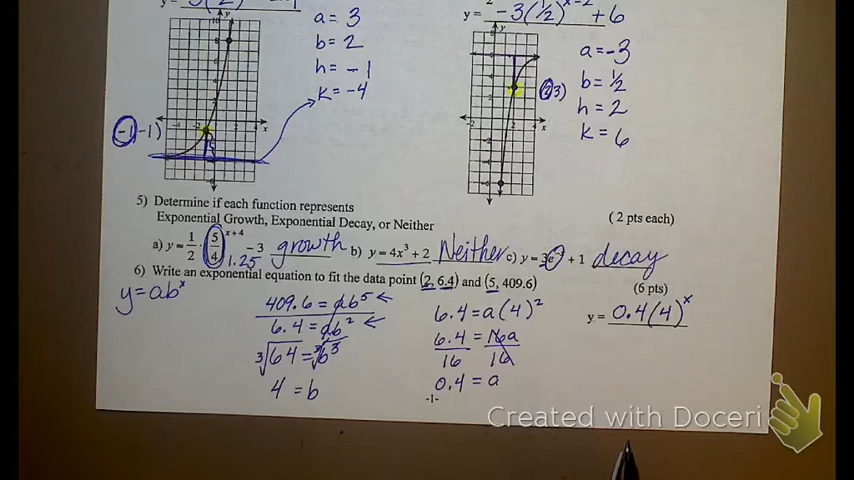 a = 3
b = 2
h = -1
k = -4
(-1,-1)
y = -3(1/2)^x-2 + 6
a = -3
b = 1/2
h = 2
k = 6
(2,3)
5) Determine if each function represents
Exponential Growth, Exponential Decay, or Neither
(2 pts each)
a) y = 1/2 · (5/4)^x+4 - 3 growth b) y = 4x³ + 2 Neither c) decay
1.25
6) Write an exponential equation to fit the data point (2, 6.4) and (5, 409.6)
(6 pts)
y = ab^x
409.6 = ab⁵ ←
6.4 = ab² ←
³√64 = ³√b³
4 = b
6.4 = a(4)²
6.4 = 16a
16 16
0.4 = a
y = 0.4(4)^x
-1-
Created with Doceri